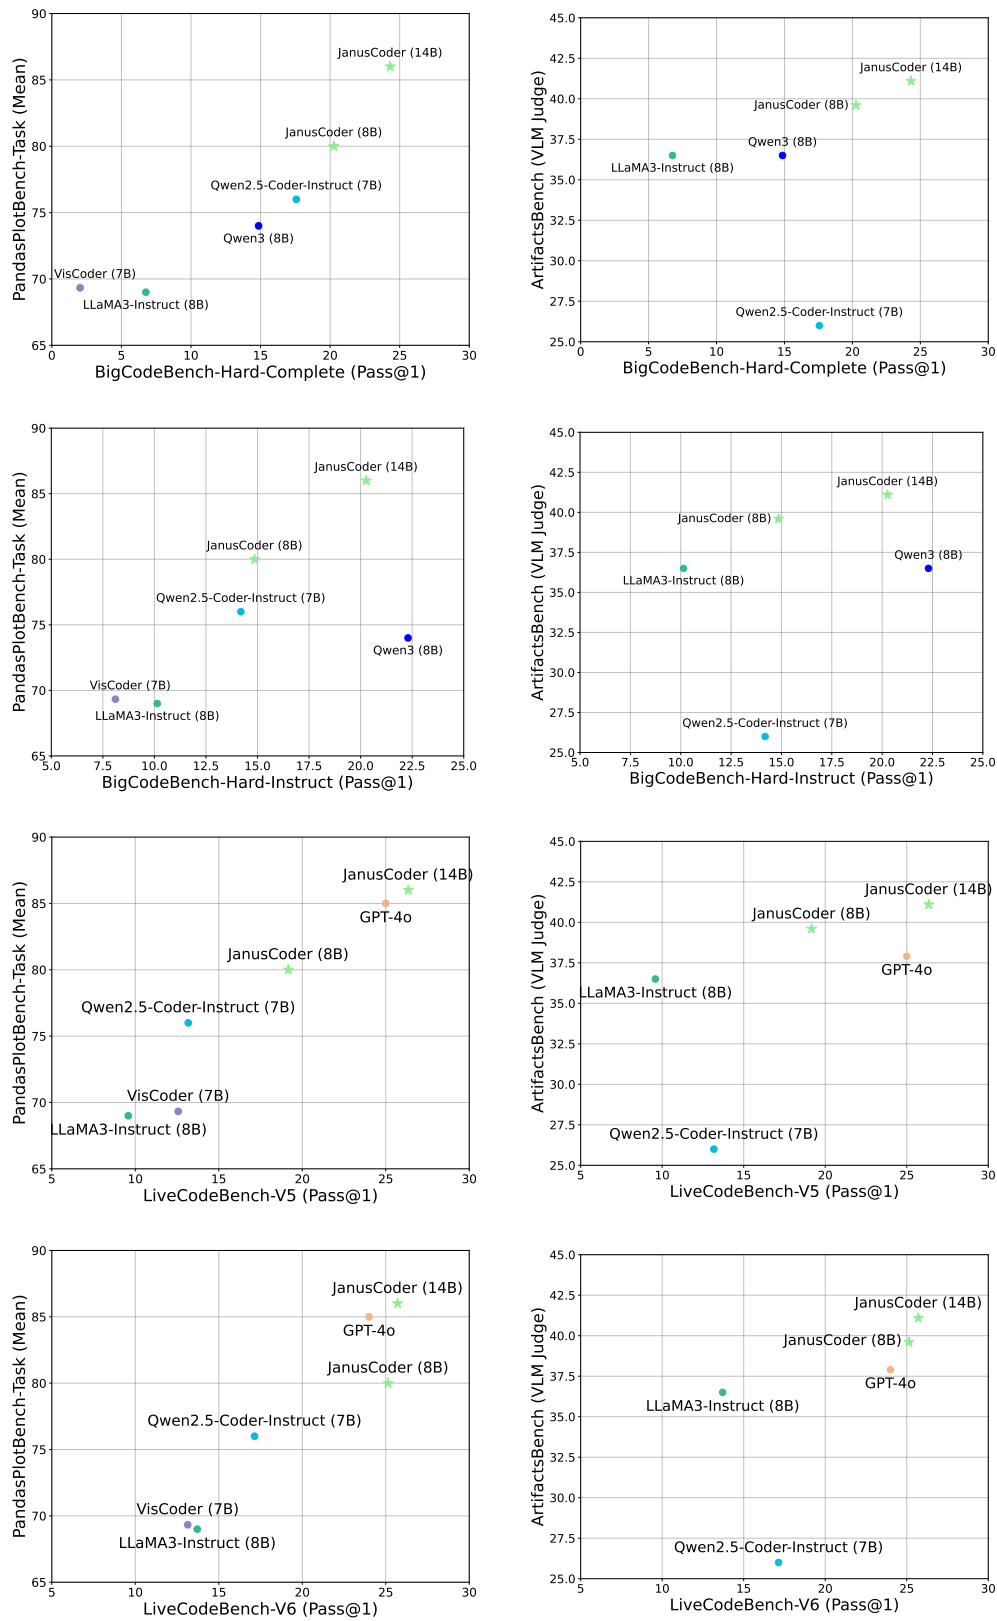 90
85
80
75
70
65
PandasPlotBench-Task (Mean)
JanusCoder (14B)
JanusCoder (8B)
Qwen2.5-Coder-Instruct (7B)
Qwen3 (8B)
VisCoder (7B)
LLaMA3-Instruct (8B)
0 5 10 15 20 25 30
BigCodeBench-Hard-Complete (Pass@1)
45.0
42.5
40.0
37.5
35.0
32.5
30.0
27.5
25.0
ArtifactsBench (VLM Judge)
JanusCoder (14B)
JanusCoder (8B)
Qwen3 (8B)
LLaMA3-Instruct (8B)
Qwen2.5-Coder-Instruct (7B)
0 5 10 15 20 25 30
BigCodeBench-Hard-Complete (Pass@1)
90
85
80
75
70
65
PandasPlotBench-Task (Mean)
JanusCoder (14B)
JanusCoder (8B)
Qwen2.5-Coder-Instruct (7B)
Qwen3 (8B)
VisCoder (7B)
LLaMA3-Instruct (8B)
5.0 7.5 10.0 12.5 15.0 17.5 20.0 22.5 25.0
BigCodeBench-Hard-Instruct (Pass@1)
45.0
42.5
40.0
37.5
35.0
32.5
30.0
27.5
25.0
ArtifactsBench (VLM Judge)
JanusCoder (14B)
JanusCoder (8B)
Qwen3 (8B)
LLaMA3-Instruct (8B)
Qwen2.5-Coder-Instruct (7B)
5.0 7.5 10.0 12.5 15.0 17.5 20.0 22.5 25.0
BigCodeBench-Hard-Instruct (Pass@1)
90
85
80
75
70
65
PandasPlotBench-Task (Mean)
JanusCoder (14B)
GPT-4o
JanusCoder (8B)
Qwen2.5-Coder-Instruct (7B)
VisCoder (7B)
LLaMA3-Instruct (8B)
5 10 15 20 25 30
LiveCodeBench-V5 (Pass@1)
45.0
42.5
40.0
37.5
35.0
32.5
30.0
27.5
25.0
ArtifactsBench (VLM Judge)
JanusCoder (14B)
JanusCoder (8B)
GPT-4o
LLaMA3-Instruct (8B)
Qwen2.5-Coder-Instruct (7B)
5 10 15 20 25 30
LiveCodeBench-V5 (Pass@1)
90
85
80
75
70
65
PandasPlotBench-Task (Mean)
JanusCoder (14B)
GPT-4o
JanusCoder (8B)
Qwen2.5-Coder-Instruct (7B)
VisCoder (7B)
LLaMA3-Instruct (8B)
5 10 15 20 25 30
LiveCodeBench-V6 (Pass@1)
45.0
42.5
40.0
37.5
35.0
32.5
30.0
27.5
25.0
ArtifactsBench (VLM Judge)
JanusCoder (14B)
JanusCoder (8B)
GPT-4o
LLaMA3-Instruct (8B)
Qwen2.5-Coder-Instruct (7B)
5 10 15 20 25 30
LiveCodeBench-V6 (Pass@1)